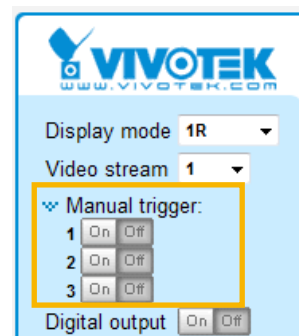 VIVOTEK
www.vivotek.com
Display mode 1R
Video stream 1
Manual trigger:
1 On Off
2 On Off
3 On Off
Digital output On Off